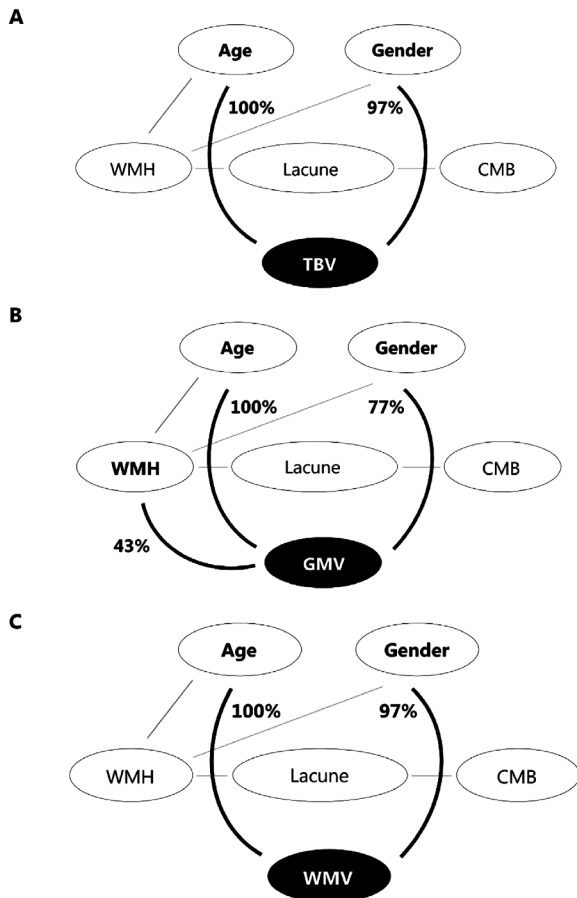 A
Age Gender
100% 97%
WMH Lacune CMB
TBV
B
Age Gender
100% 77%
WMH Lacune CMB
43%
GMV
C
Age Gender
100% 97%
WMH Lacune CMB
WMV